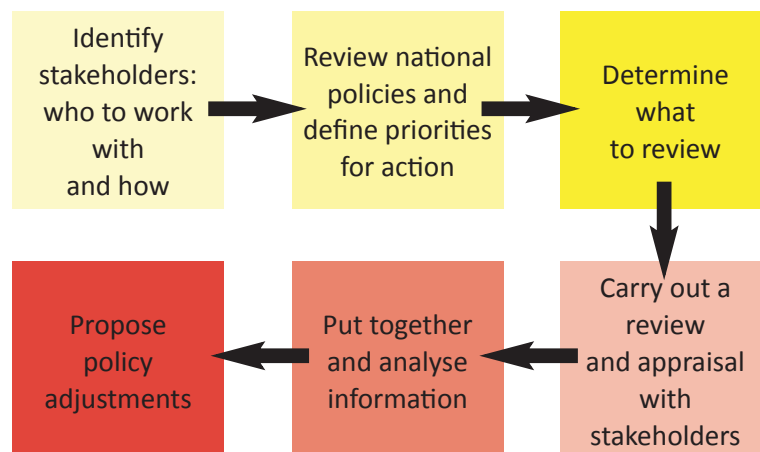 Identify
stakeholders:
who to work
with
and how
Review national
policies and
define priorities
for action
Determine
what
to review
Carry out a
review
and appraisal
with
stakeholders
Put together
and analyse
information
Propose
policy
adjustments